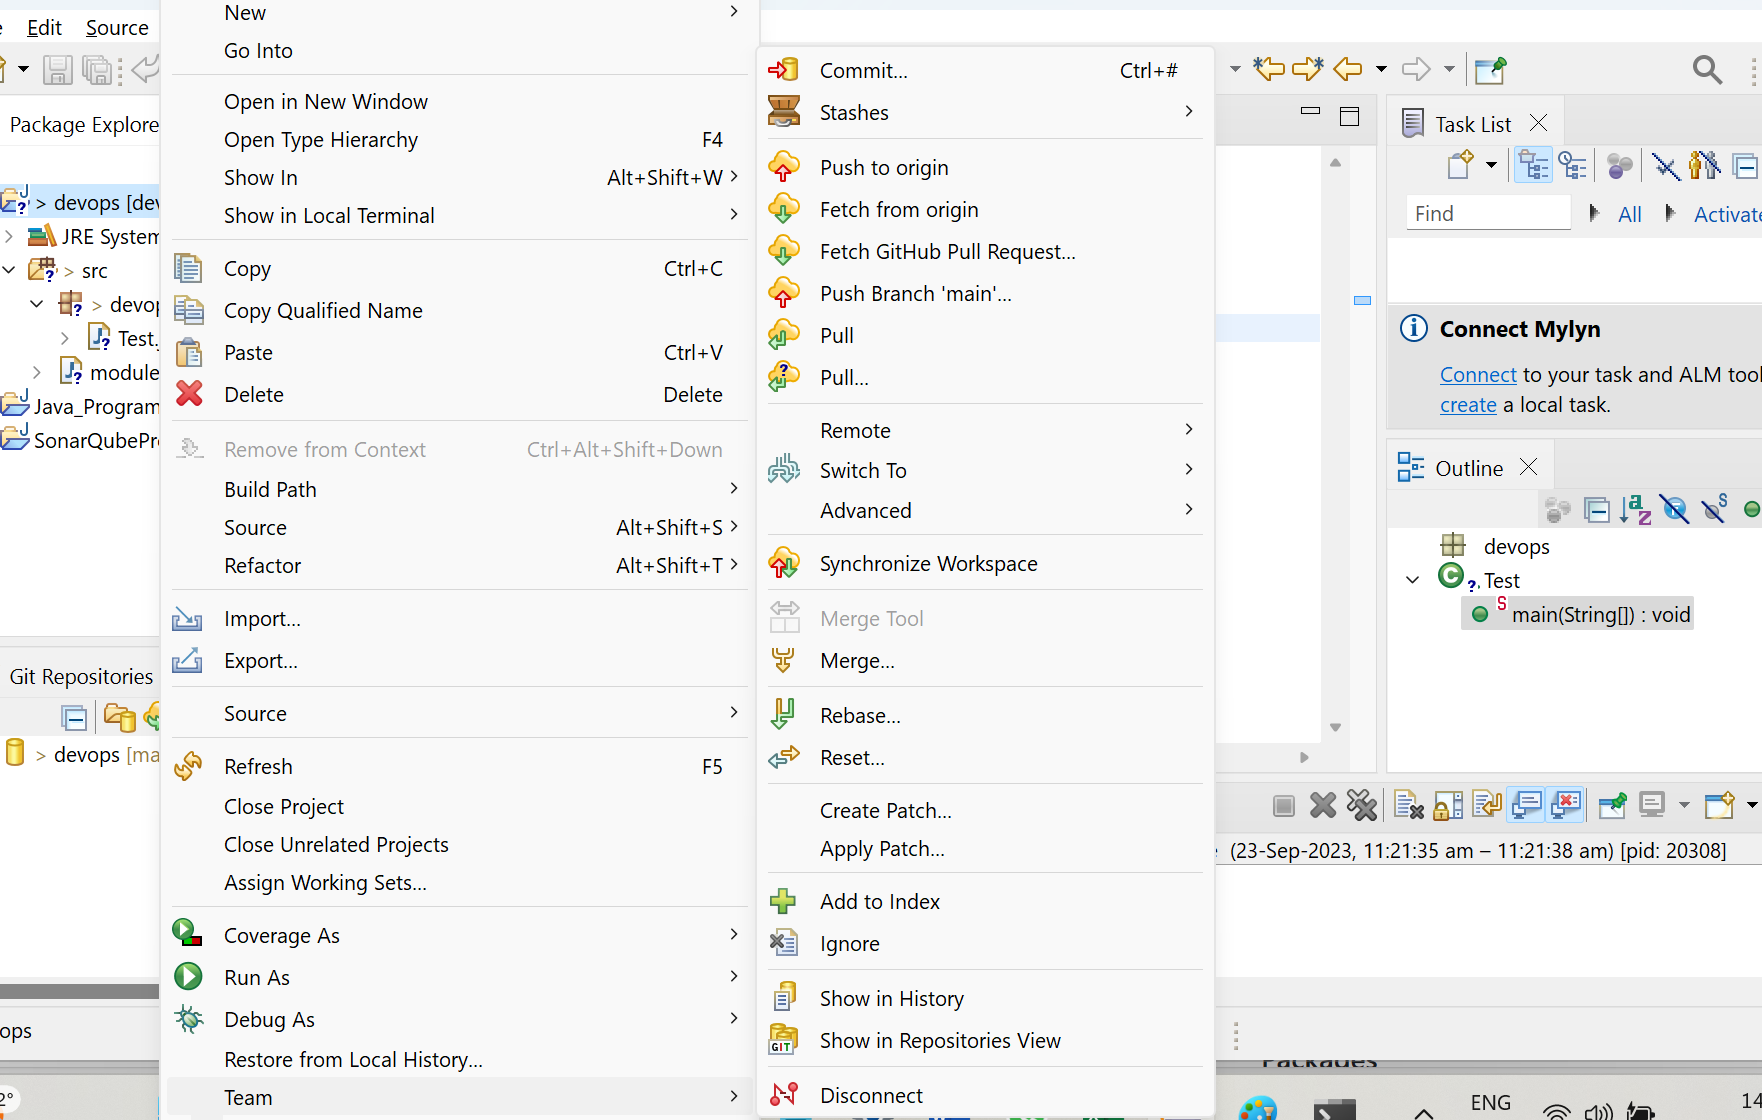 Edit Source
Package Explore
> devops [dev
JRE System
> src
> devop
Test.
module
Java_Program
SonarQubePr
Git Repositories
> devops [ma
ops
2°
New
Go Into
Open in New Window
Open Type Hierarchy F4
Show In Alt+Shift+W
Show in Local Terminal
Copy Ctrl+C
Copy Qualified Name
Paste Ctrl+V
Delete Delete
Remove from Context Ctrl+Alt+Shift+Down
Build Path
Source Alt+Shift+S
Refactor Alt+Shift+T
Import...
Export...
Source
Refresh F5
Close Project
Close Unrelated Projects
Assign Working Sets...
Coverage As
Run As
Debug As
Restore from Local History...
Team
Commit... Ctrl+#
Stashes
Push to origin
Fetch from origin
Fetch GitHub Pull Request...
Push Branch 'main'...
Pull
Pull...
Remote
Switch To
Advanced
Synchronize Workspace
Merge Tool
Merge...
Rebase...
Reset...
Create Patch...
Apply Patch...
Add to Index
Ignore
Show in History
GIT Show in Repositories View
Disconnect
Task List
Find All Activate
Connect Mylyn
Connect to your task and ALM tool
create a local task.
Outline
devops
Test
main(String[]) : void
(23-Sep-2023, 11:21:35 am – 11:21:38 am) [pid: 20308]
Packages
ENG